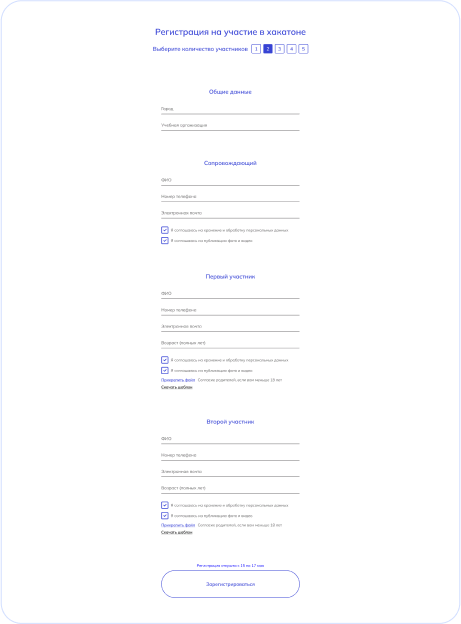 Регистрация на участие в хакатоне
Выберите количество участников 1 2 3 4 5
Общие данные
Город
Учебная организация
Сопровождающий
ФИО
Номер телефона
Электронная почта
Я соглашаюсь на хранение и обработку персональных данных
Я соглашаюсь на публикацию фото и видео
Первый участник
ФИО
Номер телефона
Электронная почта
Возраст (полных лет)
Я соглашаюсь на хранение и обработку персональных данных
Я соглашаюсь на публикацию фото и видео
Прикрепить файл Согласие родителей, если вам меньше 18 лет
Скачать шаблон
Второй участник
ФИО
Номер телефона
Электронная почта
Возраст (полных лет)
Я соглашаюсь на хранение и обработку персональных данных
Я соглашаюсь на публикацию фото и видео
Прикрепить файл Согласие родителей, если вам меньше 18 лет
Скачать шаблон
Регистрация открыта с 15 по 17 мая
Зарегистрироваться